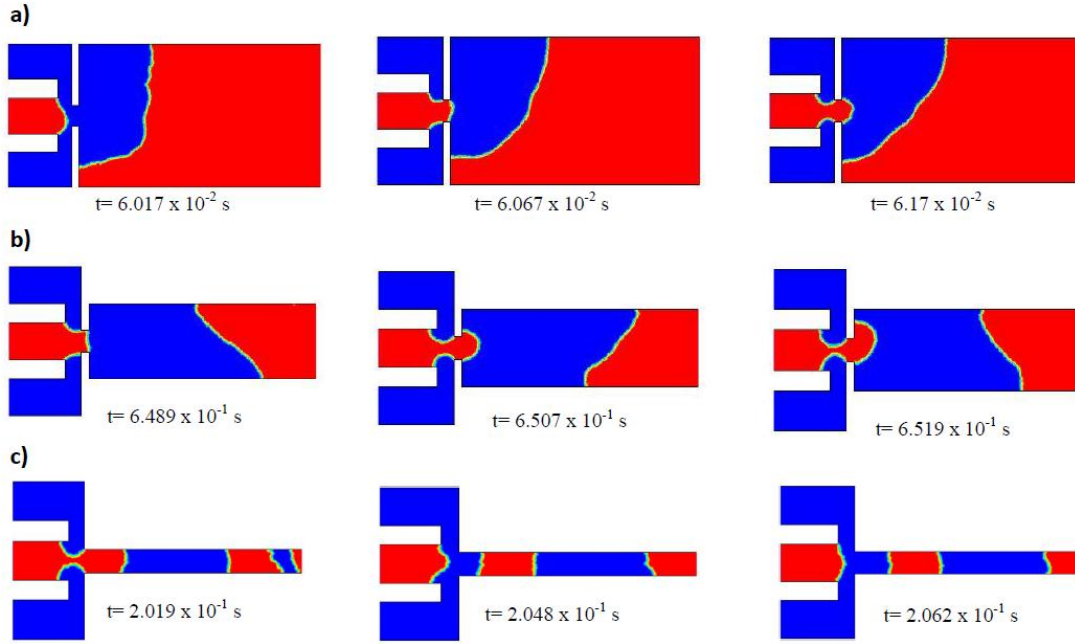 a)
t= 6.017 x 10⁻² s
t= 6.067 x 10⁻² s
t= 6.17 x 10⁻² s
b)
t= 6.489 x 10⁻¹ s
t= 6.507 x 10⁻¹ s
t= 6.519 x 10⁻¹ s
c)
t= 2.019 x 10⁻¹ s
t= 2.048 x 10⁻¹ s
t= 2.062 x 10⁻¹ s